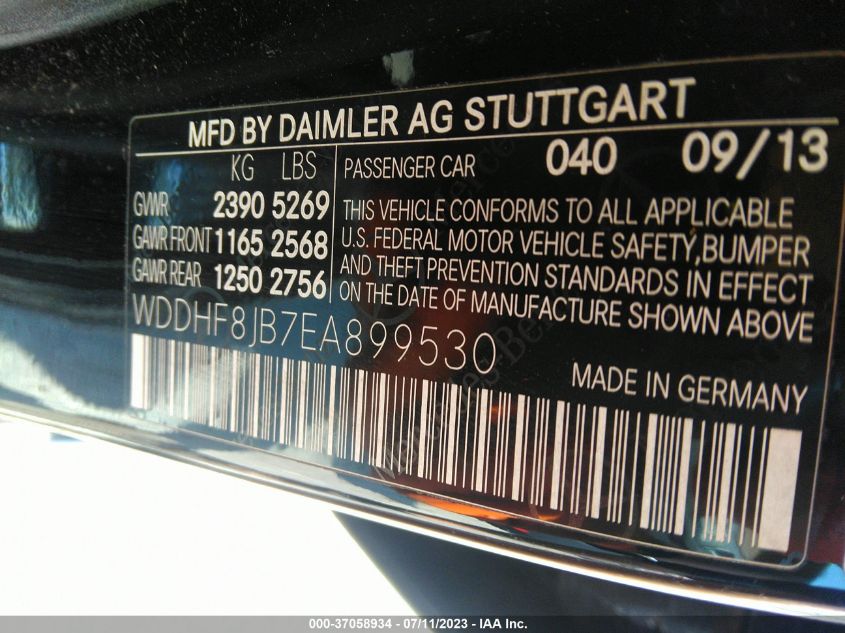 MFD BY DAIMLER AG STUTTGART
KG LBS
GVWR 2390 5269
GAWR FRONT 1165 2568
GAWR REAR 1250 2756
PASSENGER CAR 040 09/13
THIS VEHICLE CONFORMS TO ALL APPLICABLE
U.S. FEDERAL MOTOR VEHICLE SAFETY,BUMPER
AND THEFT PREVENTION STANDARDS IN EFFECT
ON THE DATE OF MANUFACTURE SHOWN ABOVE
WDDHF8JB7EA899530
MADE IN GERMANY
Mercedes-Benz
000-37058934 - 07/11/2023 - IAA Inc.